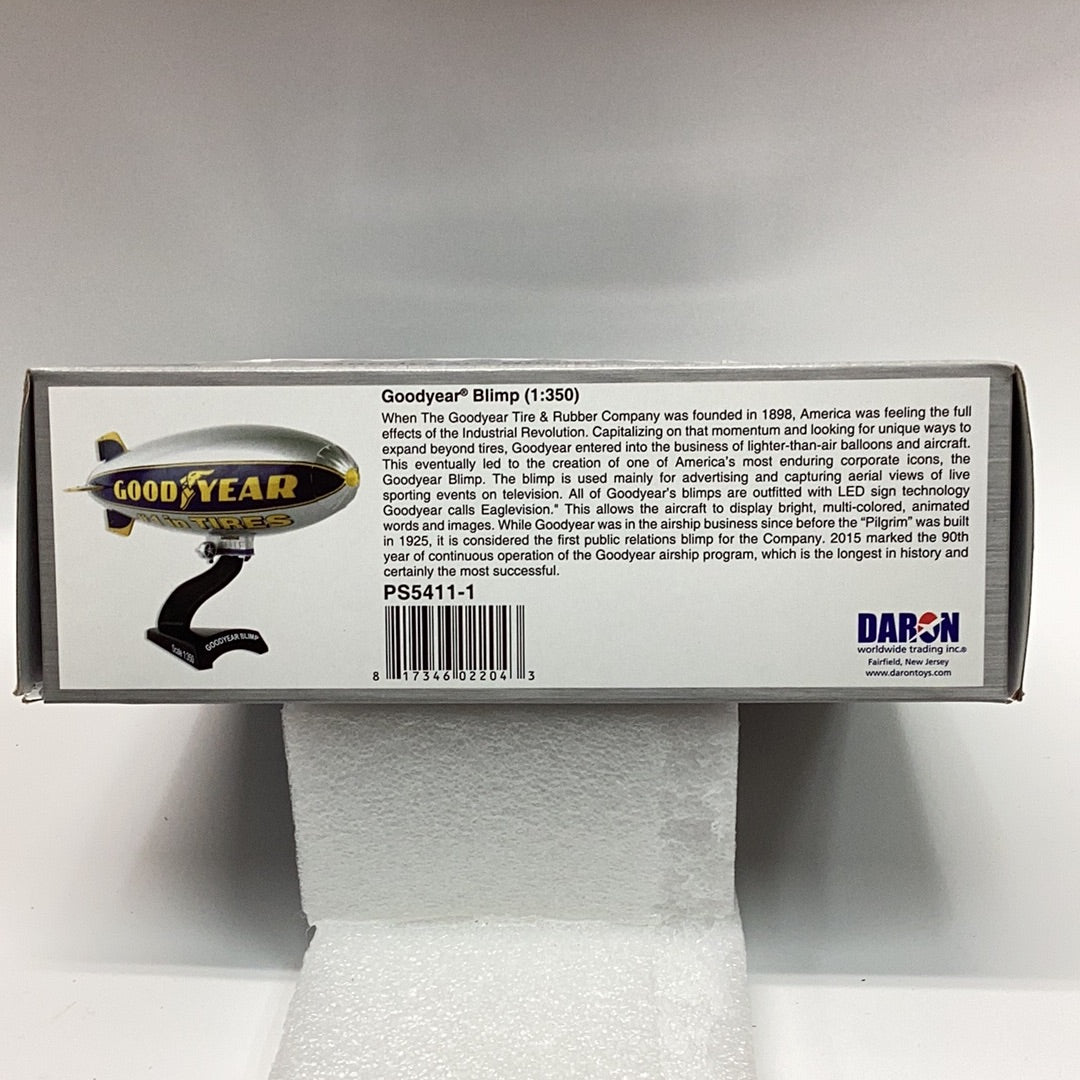 GOODYEAR
#1 in TIRES
GOODYEAR BLIMP
Scale 1:350
Goodyear® Blimp (1:350)
When The Goodyear Tire & Rubber Company was founded in 1898, America was feeling the full
effects of the Industrial Revolution. Capitalizing on that momentum and looking for unique ways to
expand beyond tires, Goodyear entered into the business of lighter-than-air balloons and aircraft.
This eventually led to the creation of one of America's most enduring corporate icons, the
Goodyear Blimp. The blimp is used mainly for advertising and capturing aerial views of live
sporting events on television. All of Goodyear's blimps are outfitted with LED sign technology
Goodyear calls Eaglevision." This allows the aircraft to display bright, multi-colored, animated
words and images. While Goodyear was in the airship business since before the “Pilgrim” was built
in 1925, it is considered the first public relations blimp for the Company. 2015 marked the 90th
year of continuous operation of the Goodyear airship program, which is the longest in history and
certainly the most successful.
PS5411-1
8 17346 02204 3
DARON
worldwide trading inc.®
Fairfield, New Jersey
www.darontoys.com